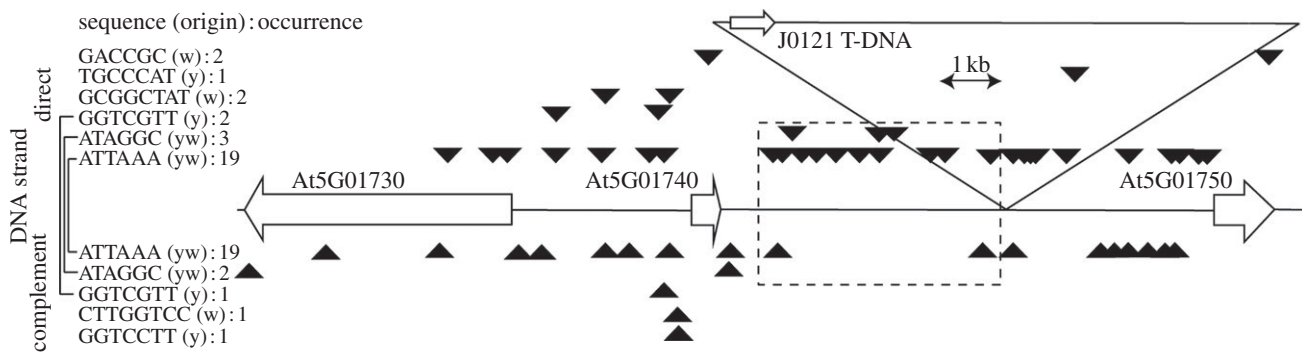 sequence (origin) : occurrence
J0121 T-DNA
GACCGC (w) : 2
TGCCCAT (y) : 1
1 kb
GCGGCTAT (w) : 2
GGTCGTT (y) : 2
ATAGGC (yw) : 3
ATTAAA (yw) : 19
DNA strand
direct
complement
At5G01730
At5G01740
At5G01750
ATTAAA (yw) : 19
ATAGGC (yw) : 2
GGTCGTT (y) : 1
CTTGGTCC (w) : 1
GGTCCTT (y) : 1